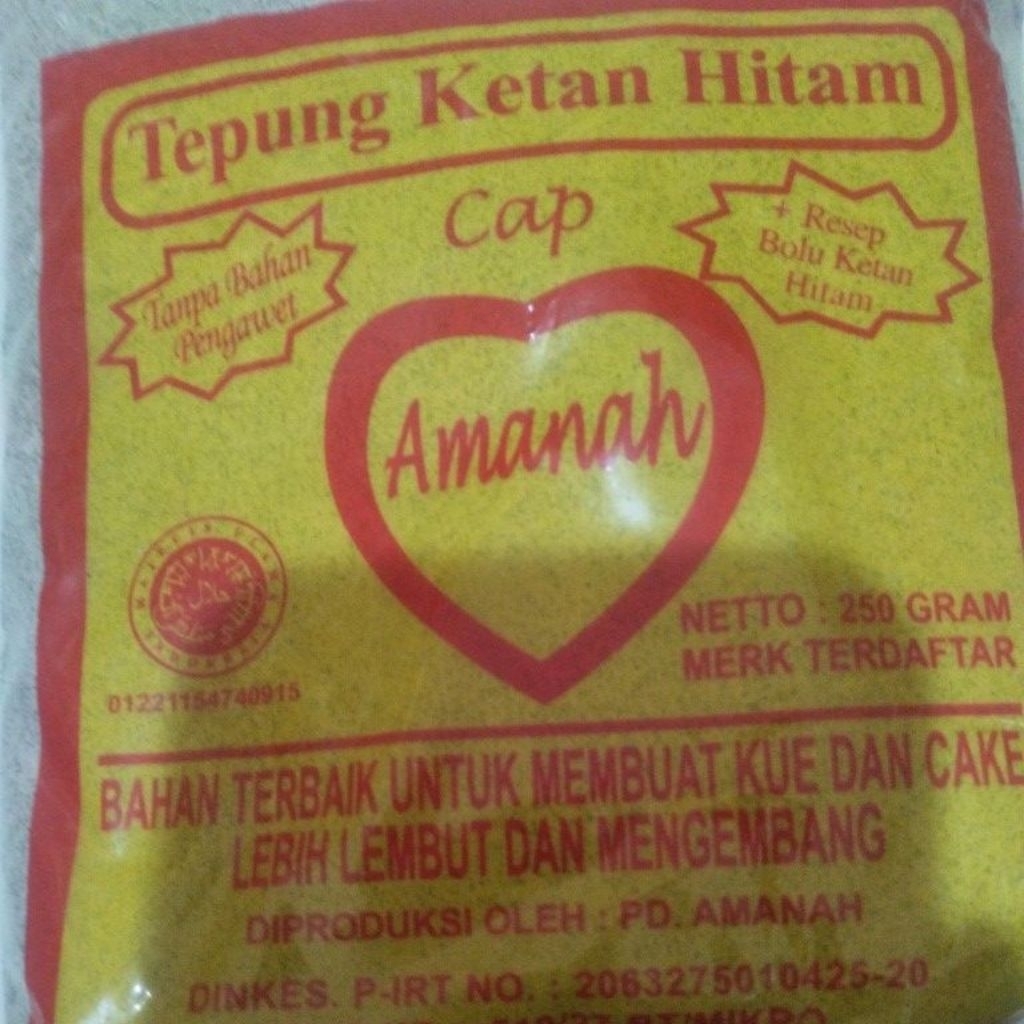 Tepung Ketan Hitam
Cap
Tanpa Bahan
Pengawet
+ Resep
Bolu Ketan
Hitam
Amanah
01221154740915
NETTO : 250 GRAM
MERK TERDAFTAR
BAHAN TERBAIK UNTUK MEMBUAT KUE DAN CAKE
LEBIH LEMBUT DAN MENGEMBANG
DIPRODUKSI OLEH : PD. AMANAH
DINKES. P-IRT NO. : 2063275010425-20